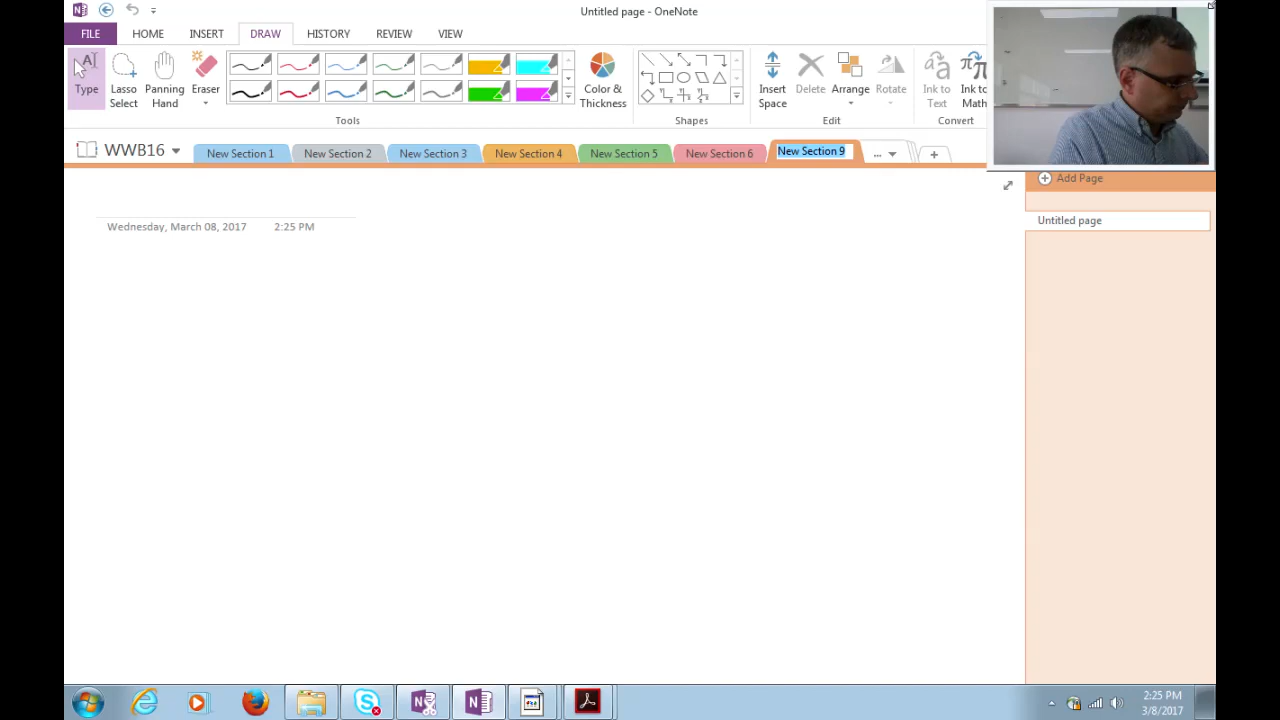 Untitled page - OneNote
FILE HOME INSERT DRAW HISTORY REVIEW VIEW
Type
Lasso Select
Panning Hand
Eraser
Color & Thickness
Insert Space
Delete
Arrange
Rotate
Ink to Text
Ink to Math
Tools Shapes Edit Convert
WWB16 New Section 1 New Section 2 New Section 3 New Section 4 New Section 5 New Section 6 New Section 9 ...
Add Page
Untitled page
Wednesday, March 08, 2017 2:25 PM
2:25 PM
3/8/2017